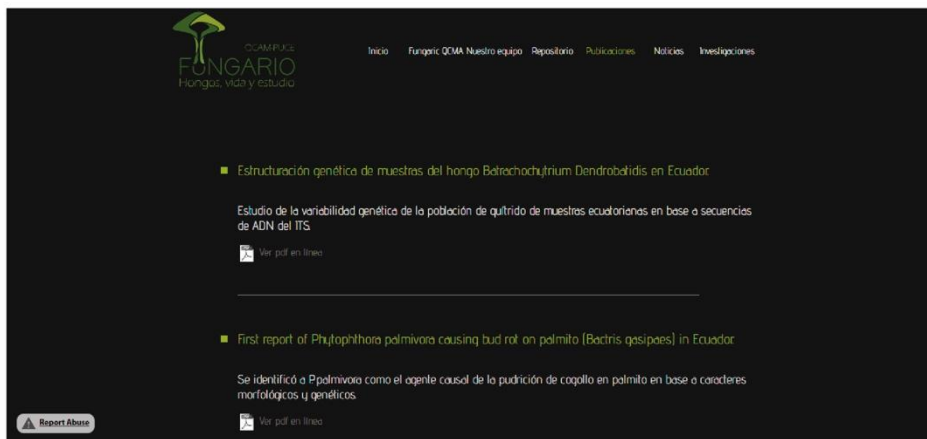 QCAM PUCE
FUNGARIO
Hongos, vida y estudio
Inicio Fungario QCMA Nuestro equipo Repositorio Publicaciones Noticias Investigaciones
Estructuración genética de muestras del hongo Batrachochytrium Dendrobatidis en Ecuador.
Estudio de la variabilidad genética de la población de quítrido de muestras ecuatorianas en base a secuencias
de ADN del ITS.
Ver pdf en línea
First report of Phytophthora palmivora causing bud rot on palmito (Bactris gasipaes) in Ecuador.
Se identificó a P.palmivora como el agente causal de la pudrición de cogollo en palmito en base a caracteres
morfológicos y genéticos.
Ver pdf en línea
Report Abuse